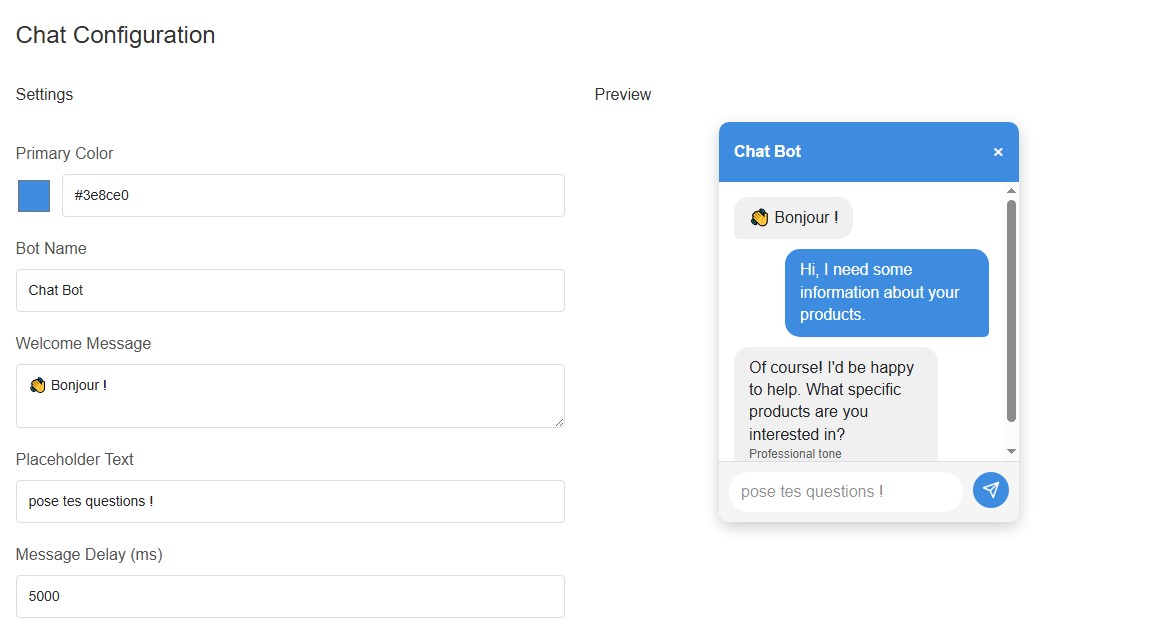 Chat Configuration
Settings
Primary Color
#3e8ce0
Bot Name
Chat Bot
Welcome Message
👋 Bonjour !
Placeholder Text
pose tes questions !
Message Delay (ms)
5000
Preview
Chat Bot
×
👋 Bonjour !
Hi, I need some
information about your
products.
Of course! I'd be happy
to help. What specific
products are you
interested in?
Professional tone
pose tes questions !